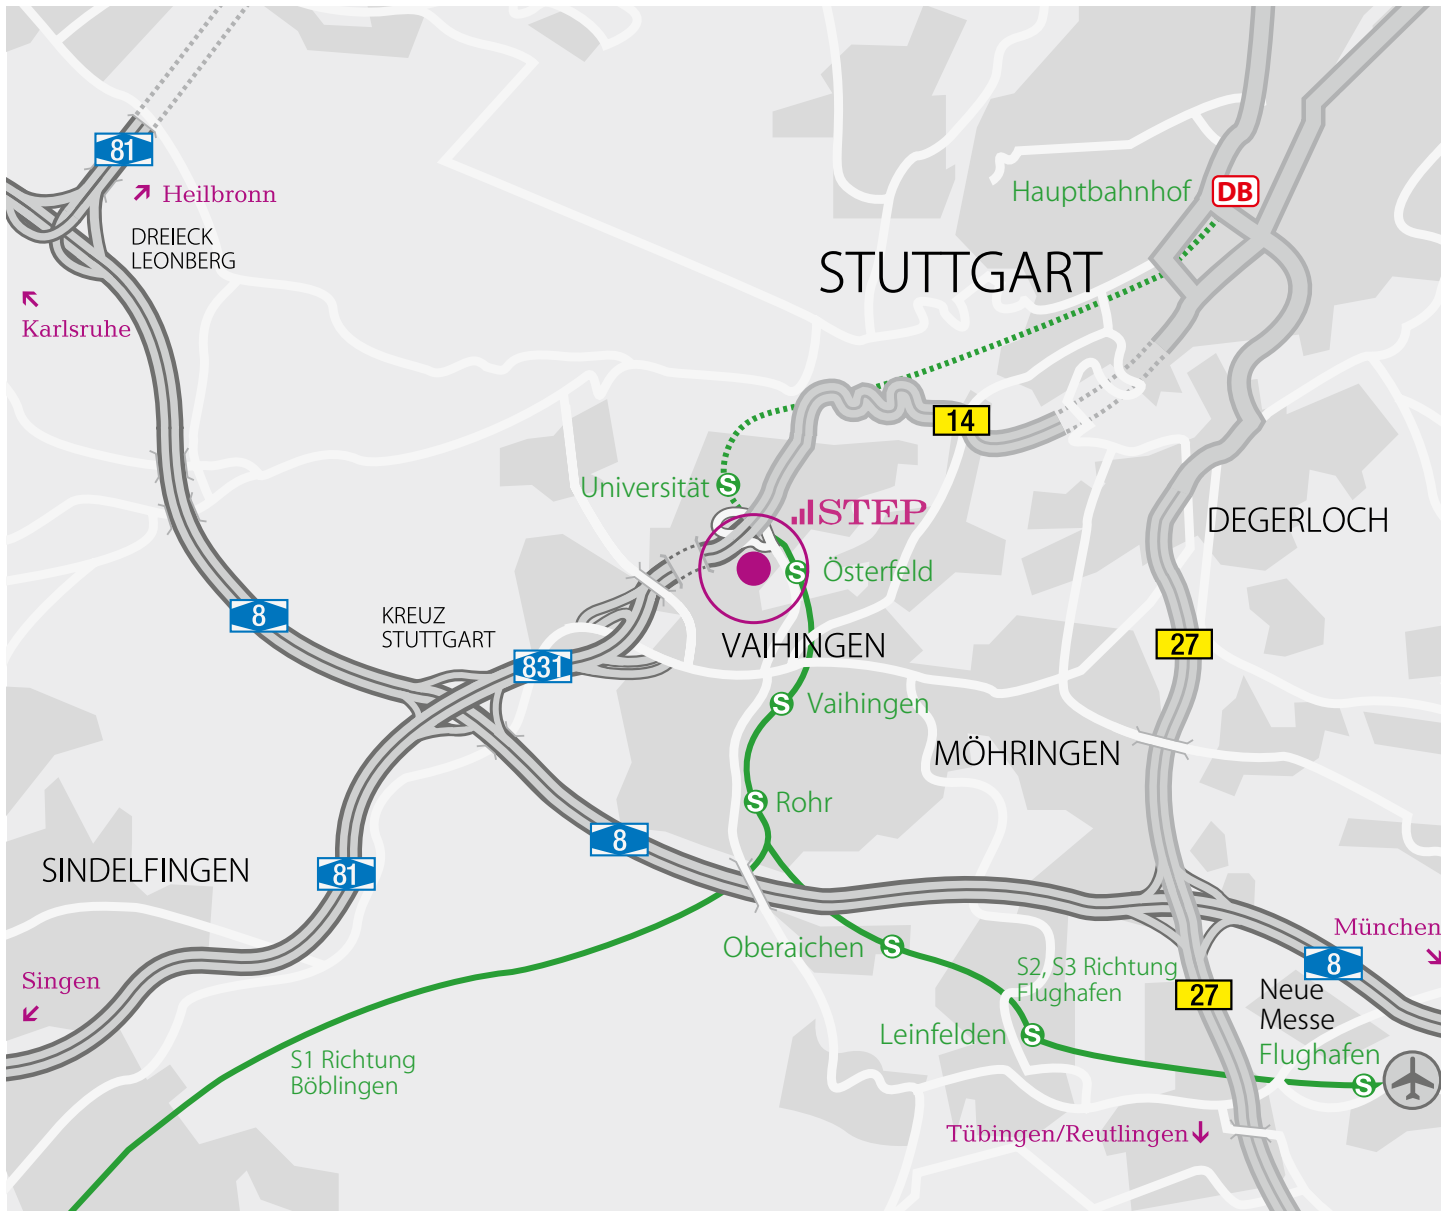 81
Heilbronn
DREIECK
LEONBERG
Karlsruhe
Hauptbahnhof
DB
STUTTGART
14
Universität
S
STEP
DEGERLOCH
S
Österfeld
8
KREUZ
STUTTGART
831
VAIHINGEN
27
S
Vaihingen
MÖHRINGEN
S
Rohr
8
SINDELFINGEN
81
München
8
Oberaichen
S
S2, S3 Richtung
Flughafen
Singen
27
Neue
Messe
Leinfelden
S
Flughafen
S
S1 Richtung
Böblingen
Tübingen/Reutlingen